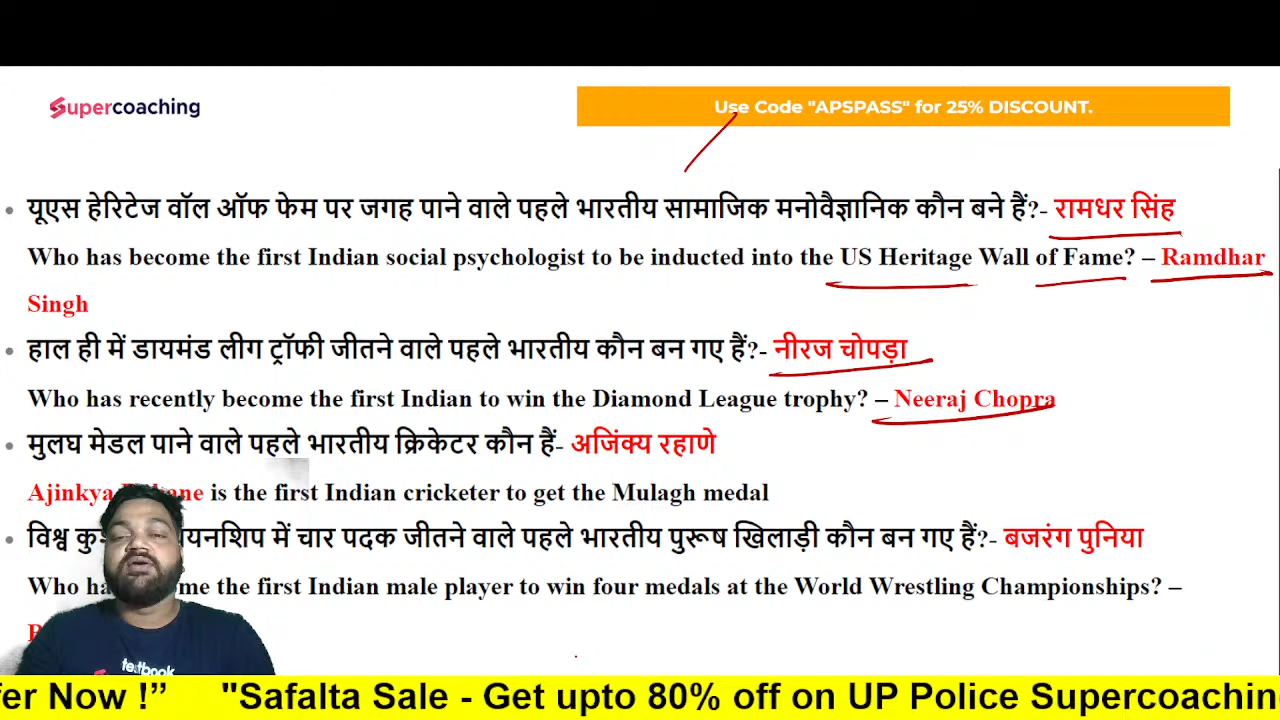 Supercoaching
Use Code "APSPASS" for 25% DISCOUNT.
• यूएस हेरिटेज वॉल ऑफ फेम पर जगह पाने वाले पहले भारतीय सामाजिक मनोवैज्ञानिक कौन बने हैं?- रामधर सिंह
Who has become the first Indian social psychologist to be inducted into the US Heritage Wall of Fame? – Ramdhar
Singh
• हाल ही में डायमंड लीग ट्रॉफी जीतने वाले पहले भारतीय कौन बन गए हैं?- नीरज चोपड़ा
Who has recently become the first Indian to win the Diamond League trophy? – Neeraj Chopra
• मुलघ मेडल पाने वाले पहले भारतीय क्रिकेटर कौन हैं- अजिंक्य रहाणे
Ajinkya is the first Indian cricketer to get the Mulagh medal
• विश्व में चार पदक जीतने वाले पहले भारतीय पुरूष खिलाड़ी कौन बन गए हैं?- बजरंग पुनिया
Who the first Indian male player to win four medals at the World Wrestling Championships? –
testbook
Now !” "Safalta Sale - Get upto 80% off on UP Police